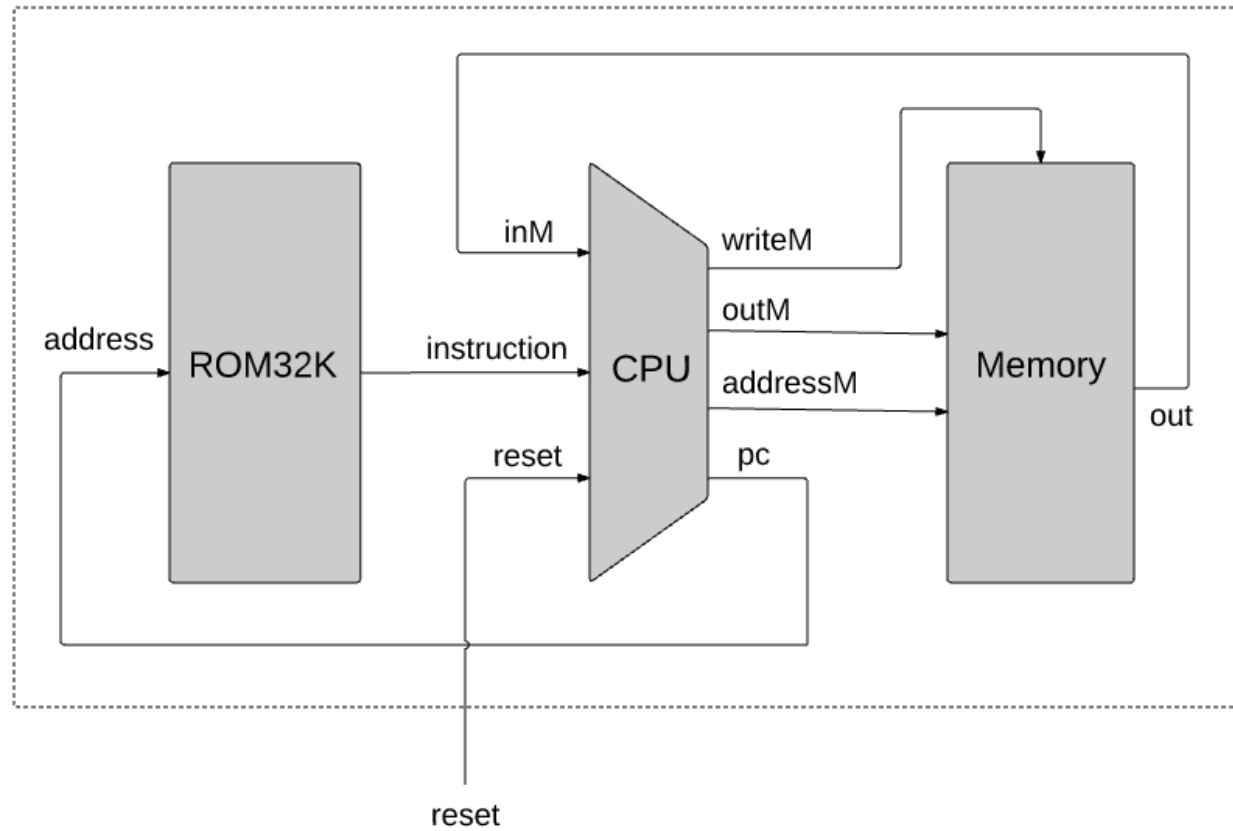 inM
writeM
outM
address
ROM32K
instruction
CPU
addressM
Memory
out
reset
pc
reset